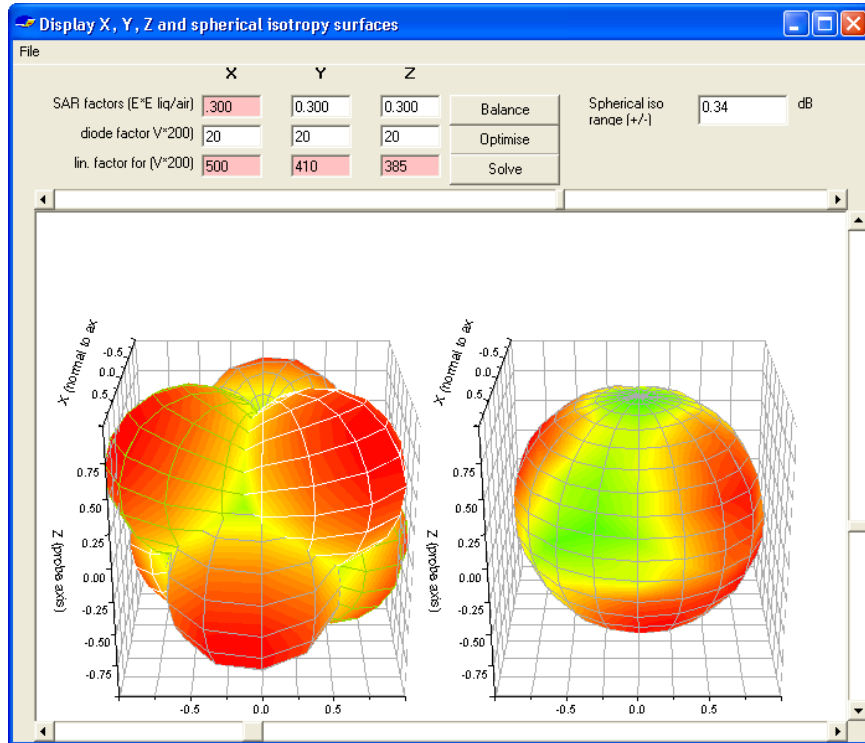 Display X, Y, Z and spherical isotropy surfaces
File
X Y Z
SAR factors (E*E liq/air) .300 0.300 0.300 Balance Spherical iso range (+/-) 0.34 dB
diode factor V*200) 20 20 20 Optimise
lin. factor for (V*200) 500 410 385 Solve
X (normal to ax
-0.5
0.0
0.5
0.75
0.50
0.25
0.00
-0.25
-0.50
-0.75
Z (probe axis)
-0.5 0.0 0.5
X (normal to ax
-0.5
0.0
0.5
0.75
0.50
0.25
0.00
-0.25
-0.50
-0.75
Z (probe axis)
-0.5 0.0 0.5